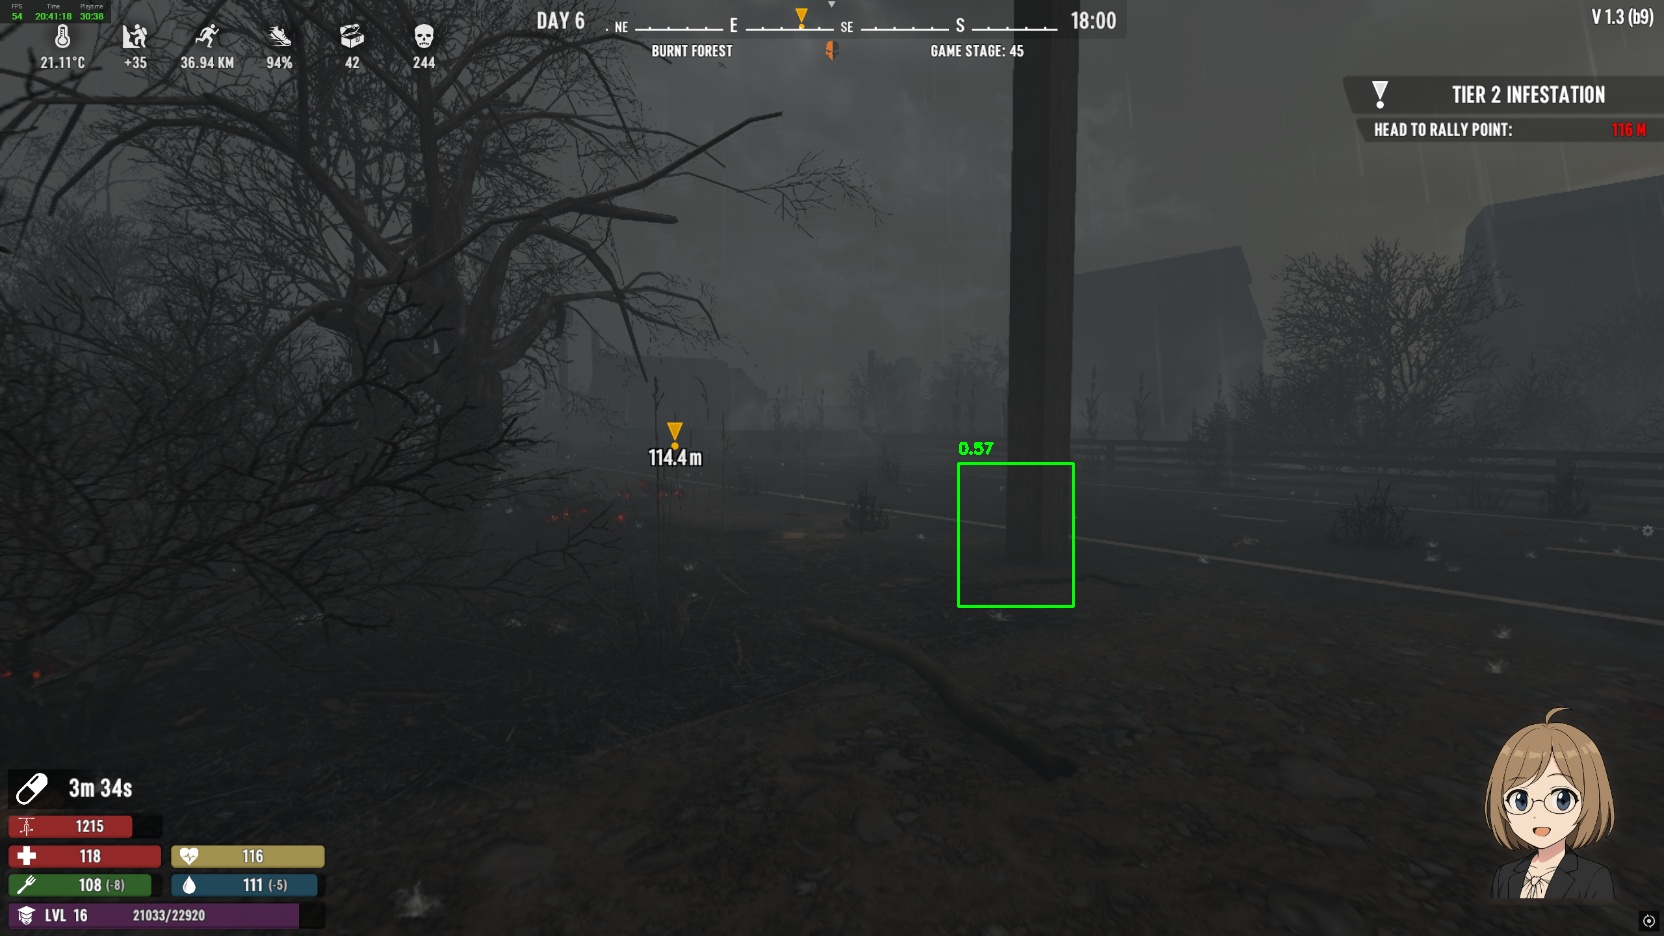 FPS Time Playtime
54 20:41:18 30:38
21.11°C
+35
36.94 KM
94%
42
244
DAY 6
NE E SE S
18:00
BURNT FOREST
GAME STAGE: 45
V 1.3 (b9)
TIER 2 INFESTATION
HEAD TO RALLY POINT: 116 M
114.4 m
0.57
3m 34s
1215
118
116
108 (-8)
111 (-5)
LVL 16 21033/22920